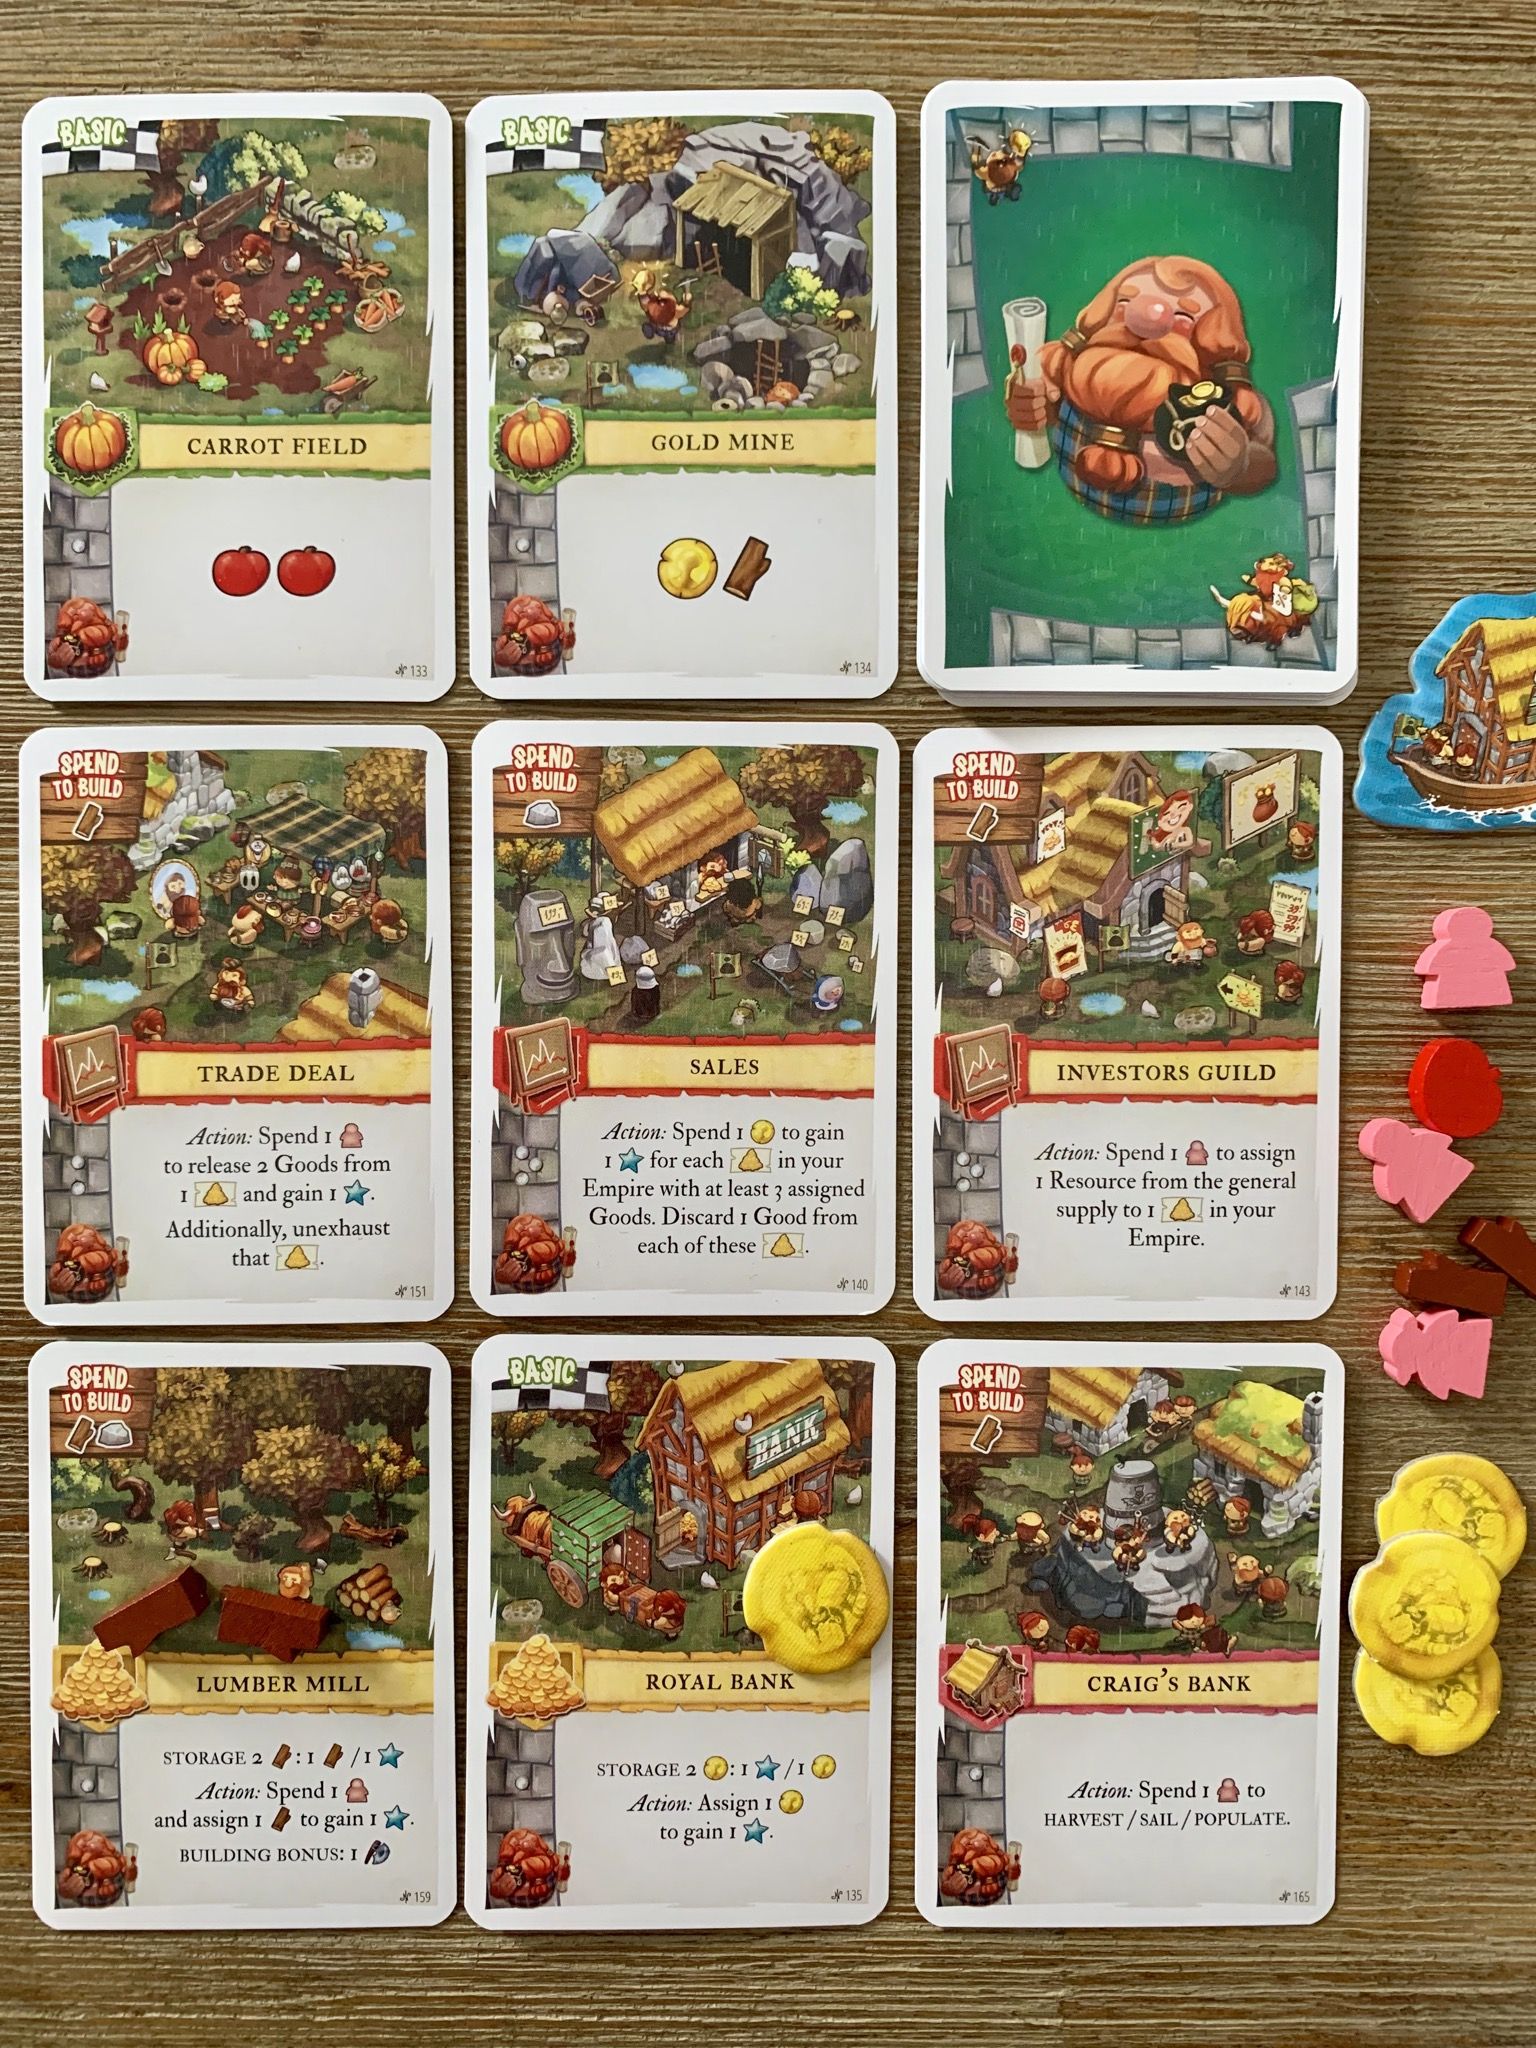 BASIC
CARROT FIELD
133
BASIC
GOLD MINE
134
SPEND
TO BUILD
TRADE DEAL
Action: Spend 1
to release 2 Goods from
1 and gain 1 .
Additionally, unexhaust
that .
151
SPEND
TO BUILD
SALES
Action: Spend 1 to gain
1 for each in your
Empire with at least 3 assigned
Goods. Discard 1 Good from
each of these .
140
SPEND
TO BUILD
INVESTORS GUILD
Action: Spend 1 to assign
1 Resource from the general
supply to 1 in your
Empire.
143
SPEND
TO BUILD
LUMBER MILL
STORAGE 2 : 1 / 1
Action: Spend 1
and assign 1 to gain 1 .
BUILDING BONUS: 1
159
BASIC
BANK
ROYAL BANK
STORAGE 2 : 1 / 1
Action: Assign 1
to gain 1 .
135
SPEND
TO BUILD
CRAIG'S BANK
Action: Spend 1 to
HARVEST / SAIL / POPULATE.
165